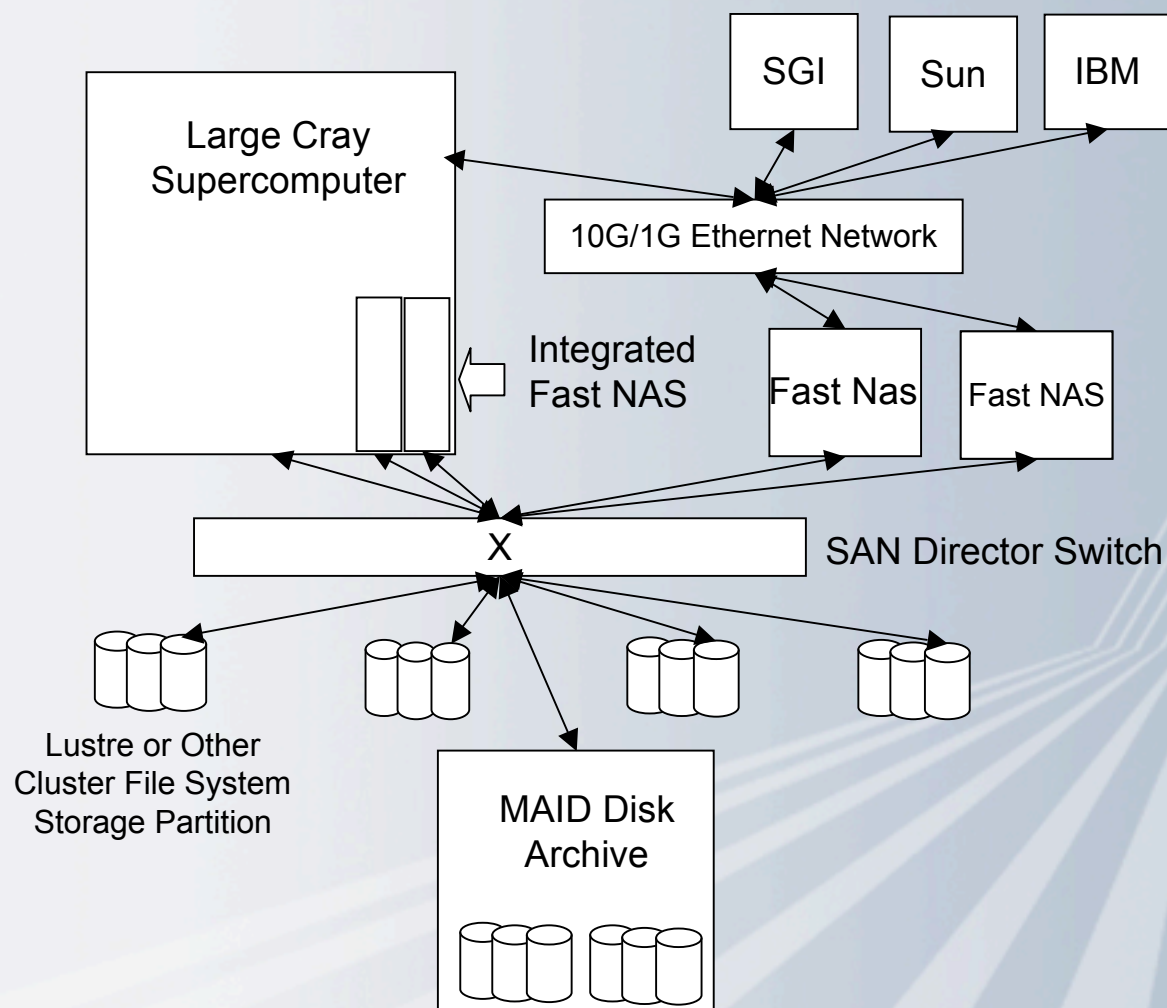 SGI
Sun
IBM
Large Cray
Supercomputer
10G/1G Ethernet Network
Integrated
Fast NAS
Fast Nas
Fast NAS
X
SAN Director Switch
Lustre or Other
Cluster File System
Storage Partition
MAID Disk
Archive